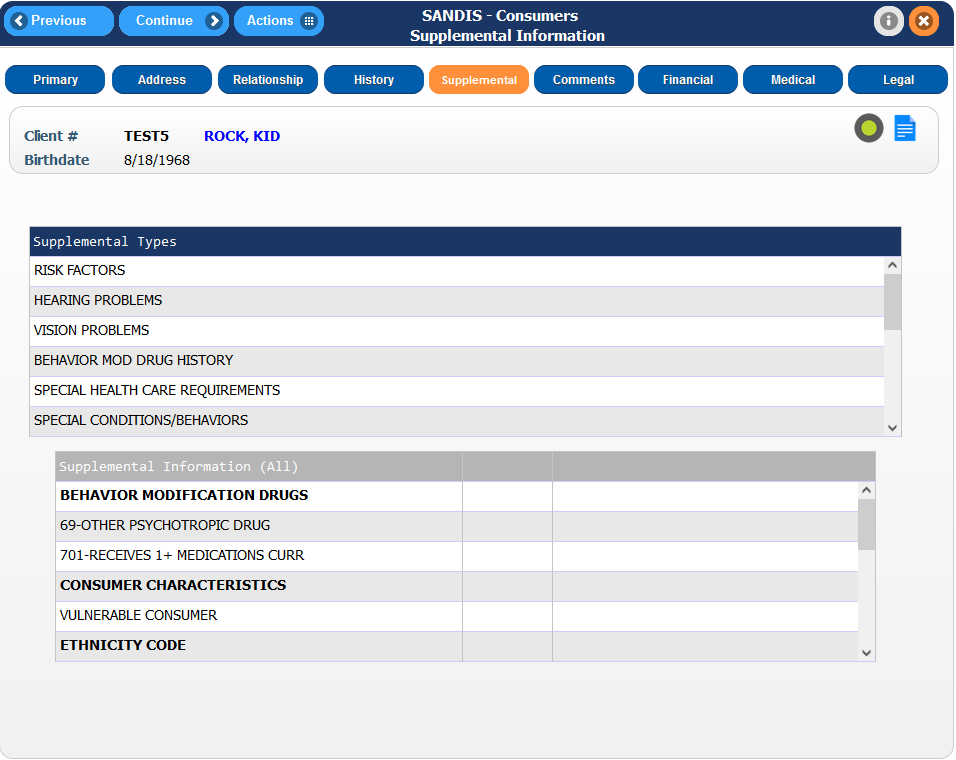 Previous Continue Actions
SANDIS - Consumers
Supplemental Information
Primary Address Relationship History Supplemental Comments Financial Medical Legal
Client # TEST5 ROCK, KID
Birthdate 8/18/1968
Supplemental Types
RISK FACTORS
HEARING PROBLEMS
VISION PROBLEMS
BEHAVIOR MOD DRUG HISTORY
SPECIAL HEALTH CARE REQUIREMENTS
SPECIAL CONDITIONS/BEHAVIORS
Supplemental Information (All)
BEHAVIOR MODIFICATION DRUGS
69-OTHER PSYCHOTROPIC DRUG
701-RECEIVES 1+ MEDICATIONS CURR
CONSUMER CHARACTERISTICS
VULNERABLE CONSUMER
ETHNICITY CODE